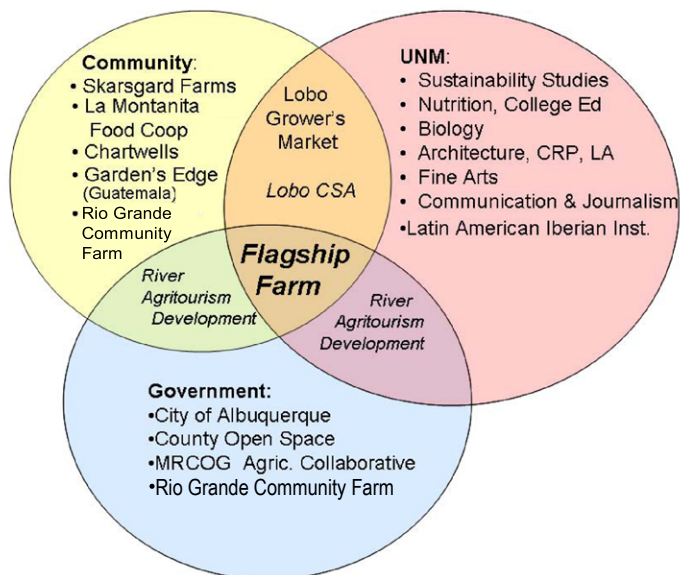 Community:
• Skarsgard Farms
• La Montanita
Food Coop
• Chartwells
• Garden's Edge
(Guatemala)
• Rio Grande
Community
Farm
Lobo
Grower's
Market
Lobo CSA
UNM:
• Sustainability Studies
• Nutrition, College Ed
• Biology
• Architecture, CRP, LA
• Fine Arts
• Communication & Journalism
•Latin American Iberian Inst.
Flagship
Farm
River
Agritourism
Development
River
Agritourism
Development
Government:
•City of Albuquerque
•County Open Space
•MRCOG Agric. Collaborative
•Rio Grande Community Farm